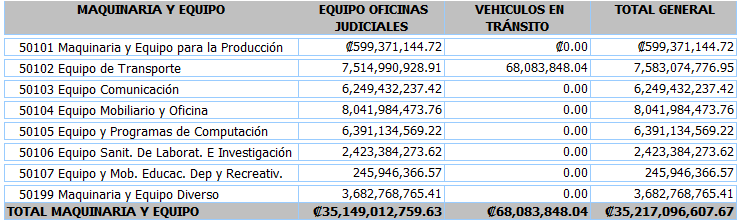 MAQUINARIA Y EQUIPO EQUIPO OFICINAS JUDICIALES VEHICULOS EN TRÁNSITO TOTAL GENERAL
50101 Maquinaria y Equipo para la Producción ₡599,371,144.72 ₡0.00 ₡599,371,144.72
50102 Equipo de Transporte 7,514,990,928.91 68,083,848.04 7,583,074,776.95
50103 Equipo Comunicación 6,249,432,237.42 0.00 6,249,432,237.42
50104 Equipo Mobiliario y Oficina 8,041,984,473.76 0.00 8,041,984,473.76
50105 Equipo y Programas de Computación 6,391,134,569.22 0.00 6,391,134,569.22
50106 Equipo Sanit. De Laborat. E Investigación 2,423,384,273.62 0.00 2,423,384,273.62
50107 Equipo y Mob. Educac. Dep y Recreativ. 245,946,366.57 0.00 245,946,366.57
50199 Maquinaria y Equipo Diverso 3,682,768,765.41 0.00 3,682,768,765.41
TOTAL MAQUINARIA Y EQUIPO ₡35,149,012,759.63 ₡68,083,848.04 ₡35,217,096,607.67